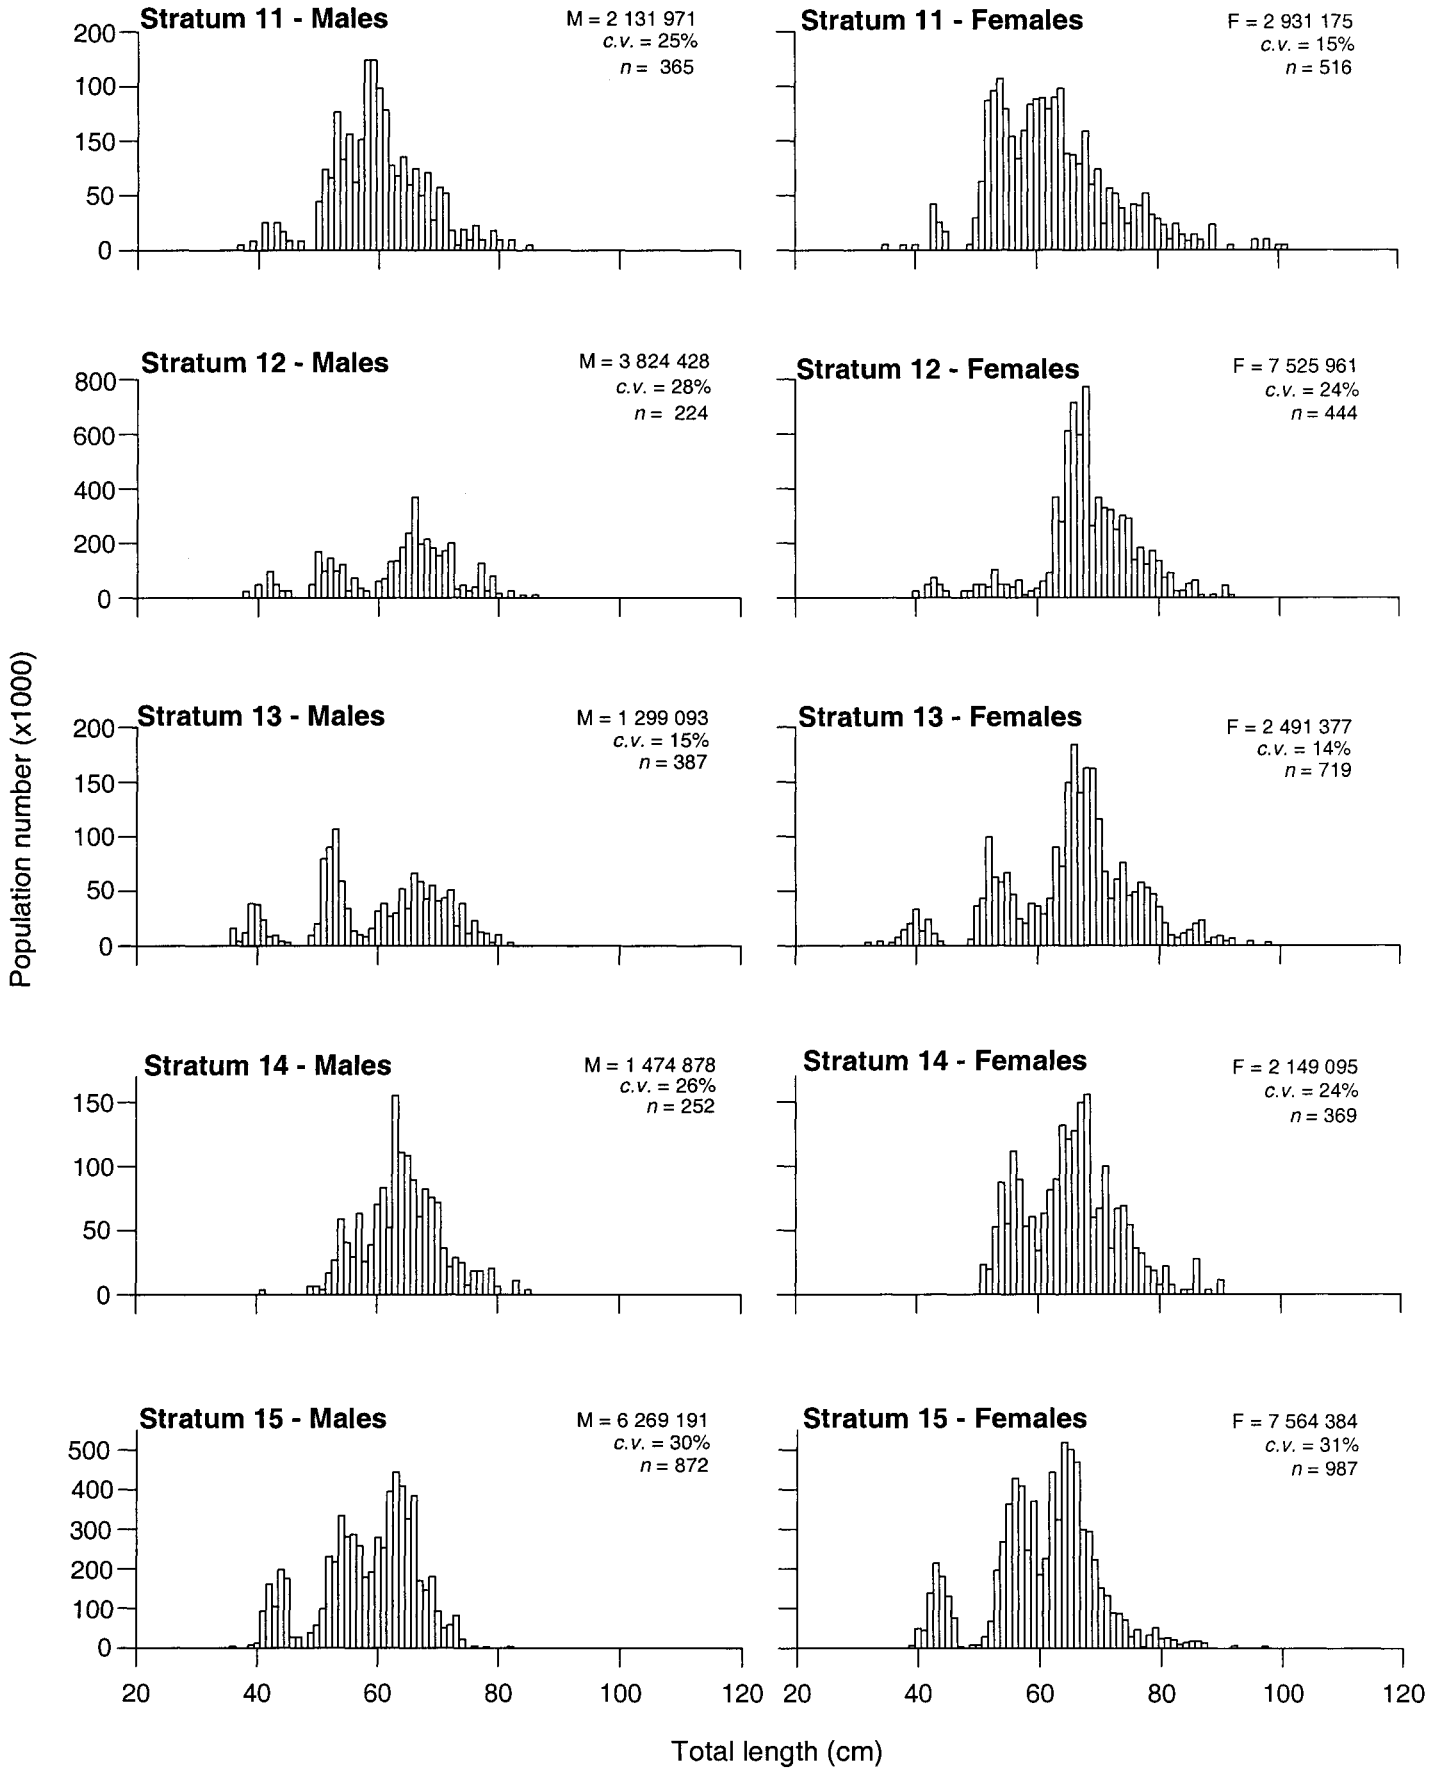 Stratum 11 - Males
M = 2 131 971
c.v. = 25%
n = 365
200
100
150
50
0
Stratum 11 - Females
F = 2 931 175
c.v. = 15%
n = 516
Stratum 12 - Males
M = 3 824 428
c.v. = 28%
n = 224
800
600
400
200
0
Stratum 12 - Females
F = 7 525 961
c.v. = 24%
n = 444
Population number (x1000)
Stratum 13 - Males
M = 1 299 093
c.v. = 15%
n = 387
200
150
100
50
0
Stratum 13 - Females
F = 2 491 377
c.v. = 14%
n = 719
Stratum 14 - Males
M = 1 474 878
c.v. = 26%
n = 252
150
100
50
0
Stratum 14 - Females
F = 2 149 095
c.v. = 24%
n = 369
Stratum 15 - Males
M = 6 269 191
c.v. = 30%
n = 872
500
400
300
200
100
0
20 40 60 80 100 120
Stratum 15 - Females
F = 7 564 384
c.v. = 31%
n = 987
20 40 60 80 100 120
Total length (cm)